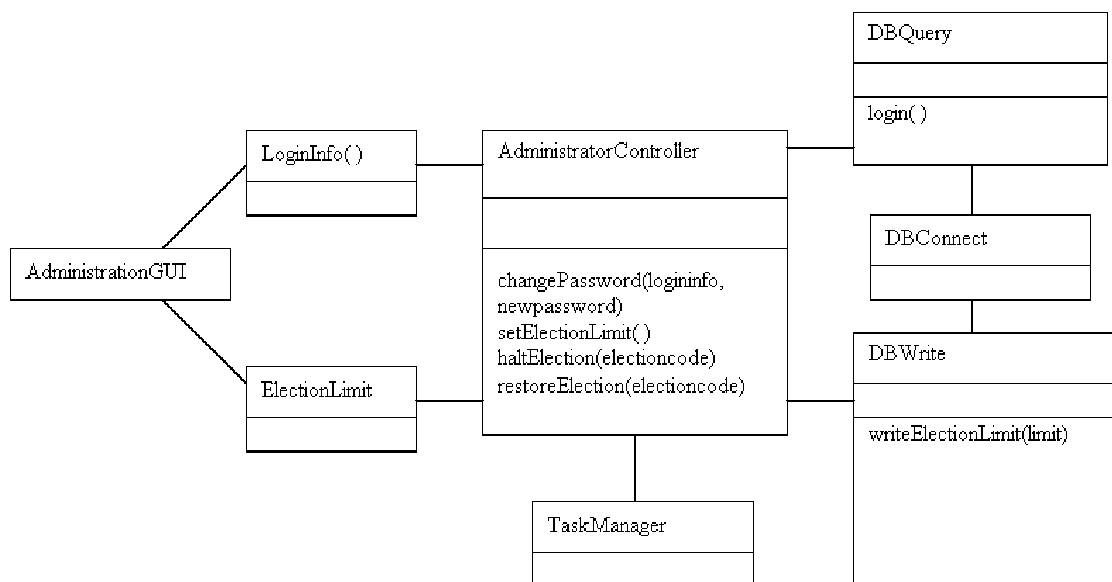 DBQuery
login( )
LoginInfo( )
AdministratorController
DBConnect
AdministrationGUI
changePassword(logininfo,
newpassword)
setElectionLimit( )
haltElection(electioncode)
restoreElection(electioncode)
DBWrite
ElectionLimit
writeElectionLimit(limit)
TaskManager